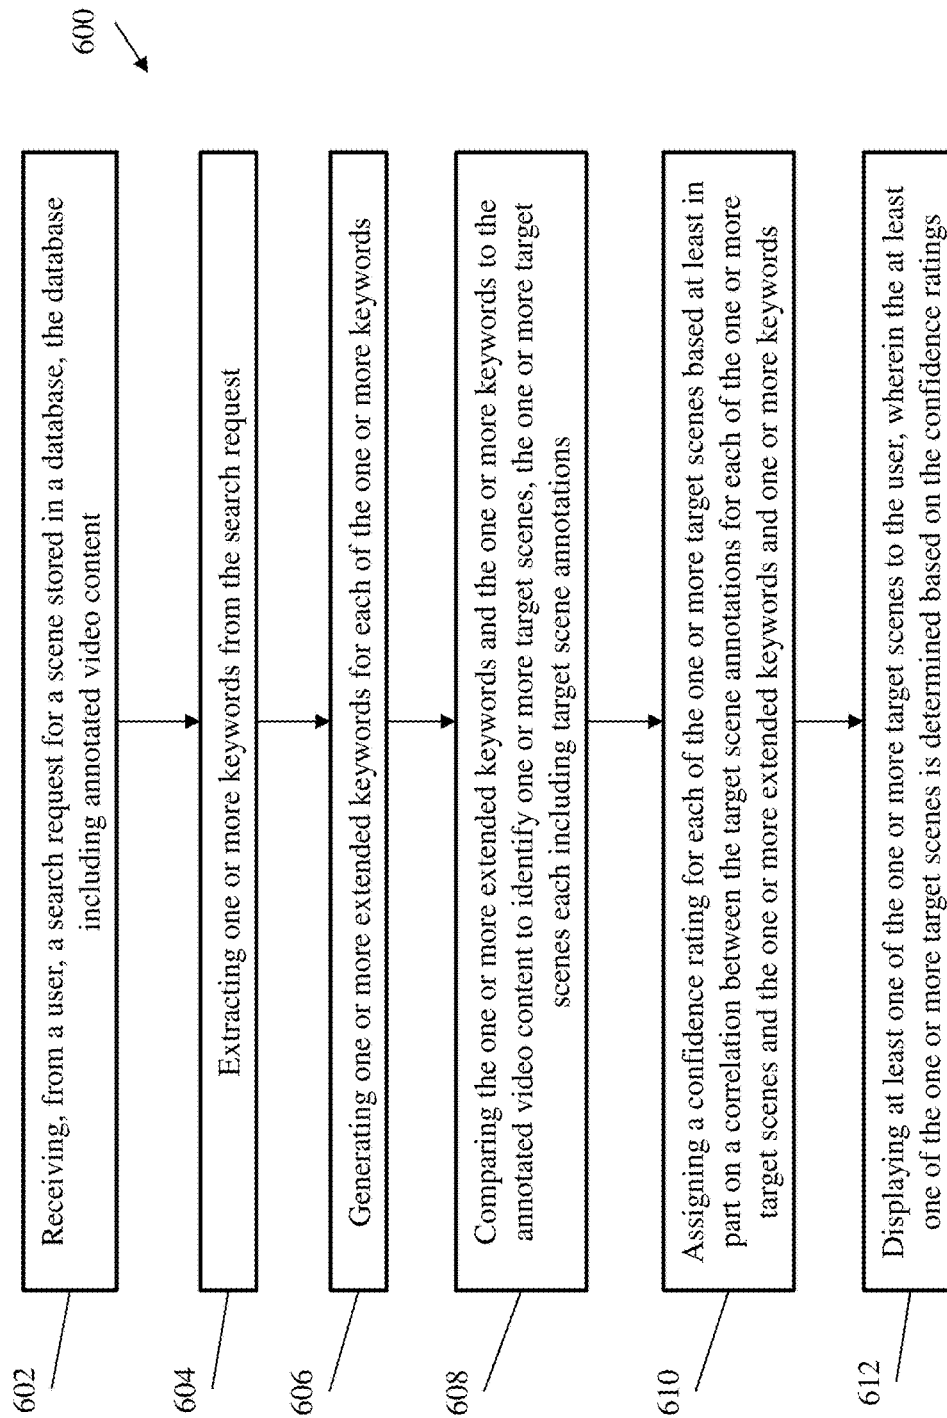 600
602
Receiving, from a user, a search request for a scene stored in a database, the database
including annotated video content
604
Extracting one or more keywords from the search request
606
Generating one or more extended keywords for each of the one or more keywords
608
Comparing the one or more extended keywords and the one or more keywords to the
annotated video content to identify one or more target scenes, the one or more target
scenes each including target scene annotations
610
Assigning a confidence rating for each of the one or more target scenes based at least in
part on a correlation between the target scene annotations for each of the one or more
target scenes and the one or more extended keywords and one or more keywords
612
Displaying at least one of the one or more target scenes to the user, wherein the at least
one of the one or more target scenes is determined based on the confidence ratings